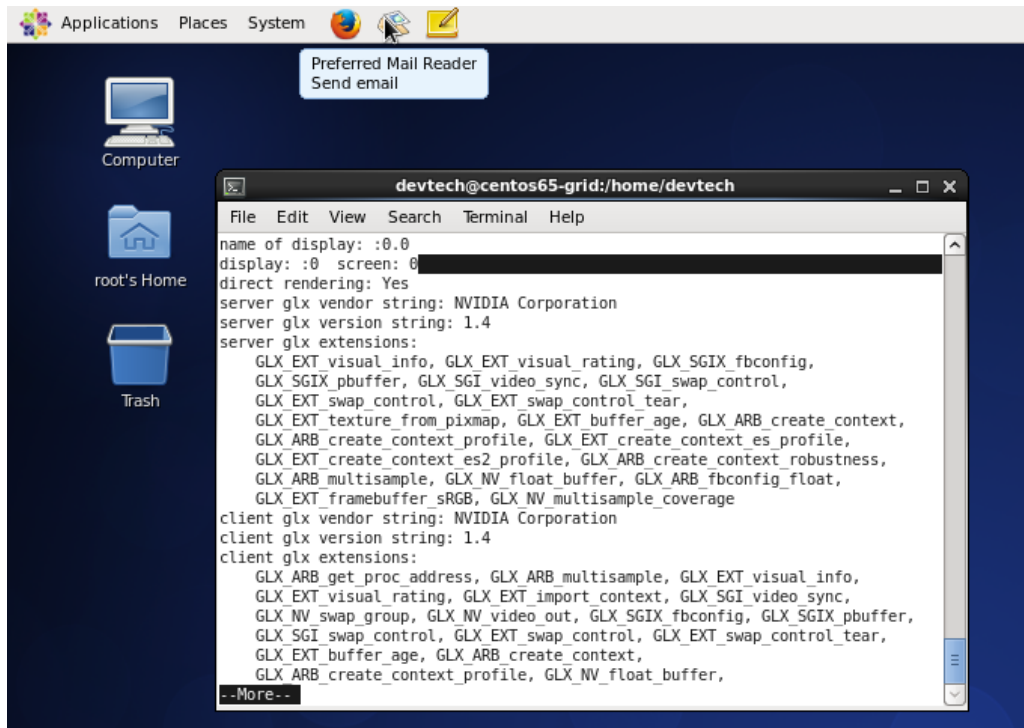 Applications Places System
Preferred Mail Reader
Send email
Computer
root's Home
Trash
devtech@centos65-grid:/home/devtech
File Edit View Search Terminal Help
name of display: :0.0
display: :0  screen: 0
direct rendering: Yes
server glx vendor string: NVIDIA Corporation
server glx version string: 1.4
server glx extensions:
    GLX_EXT_visual_info, GLX_EXT_visual_rating, GLX_SGIX_fbconfig,
    GLX_SGIX_pbuffer, GLX_SGI_video_sync, GLX_SGI_swap_control,
    GLX_EXT_swap_control, GLX_EXT_swap_control_tear,
    GLX_EXT_texture_from_pixmap, GLX_EXT_buffer_age, GLX_ARB_create_context,
    GLX_ARB_create_context_profile, GLX_EXT_create_context_es_profile,
    GLX_EXT_create_context_es2_profile, GLX_ARB_create_context_robustness,
    GLX_ARB_multisample, GLX_NV_float_buffer, GLX_ARB_fbconfig_float,
    GLX_EXT_framebuffer_sRGB, GLX_NV_multisample_coverage
client glx vendor string: NVIDIA Corporation
client glx version string: 1.4
client glx extensions:
    GLX_ARB_get_proc_address, GLX_ARB_multisample, GLX_EXT_visual_info,
    GLX_EXT_visual_rating, GLX_EXT_import_context, GLX_SGI_video_sync,
    GLX_NV_swap_group, GLX_NV_video_out, GLX_SGIX_fbconfig, GLX_SGIX_pbuffer,
    GLX_SGI_swap_control, GLX_EXT_swap_control, GLX_EXT_swap_control_tear,
    GLX_EXT_buffer_age, GLX_ARB_create_context,
    GLX_ARB_create_context_profile, GLX_NV_float_buffer,
--More--